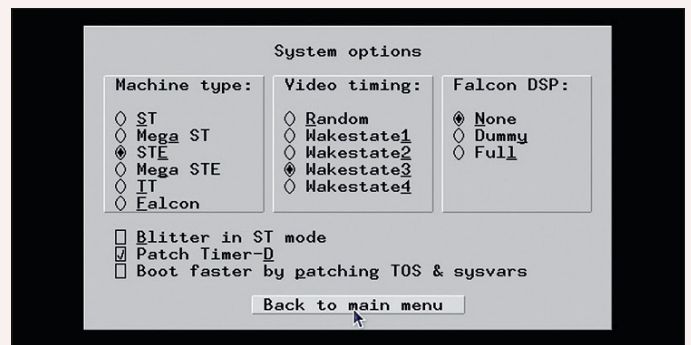 System options
Machine type:
ST
Mega ST
STE
Mega STE
TT
Falcon
Video timing:
Random
Wakestate1
Wakestate2
Wakestate3
Wakestate4
Falcon DSP:
None
Dummy
Full
Blitter in ST mode
Patch Timer-D
Boot faster by patching TOS & sysvars
Back to main menu